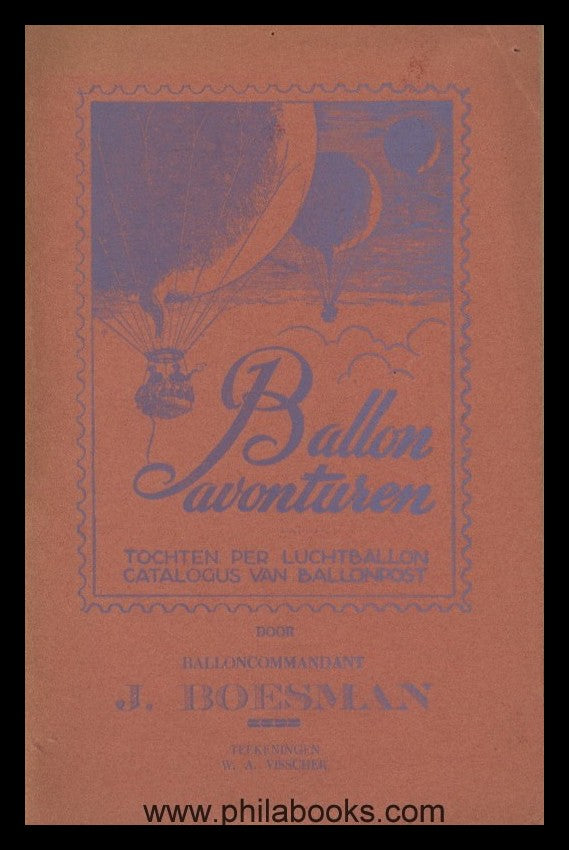 Ballon
avonturen
TOCHTEN PER LUCHTBALLON
CATALOGUS VAN BALLONPOST
DOOR
BALLONCOMMANDANT
J. BOESMAN
TEEKENINGEN
W. A. VISSCHER
www.philabooks.com